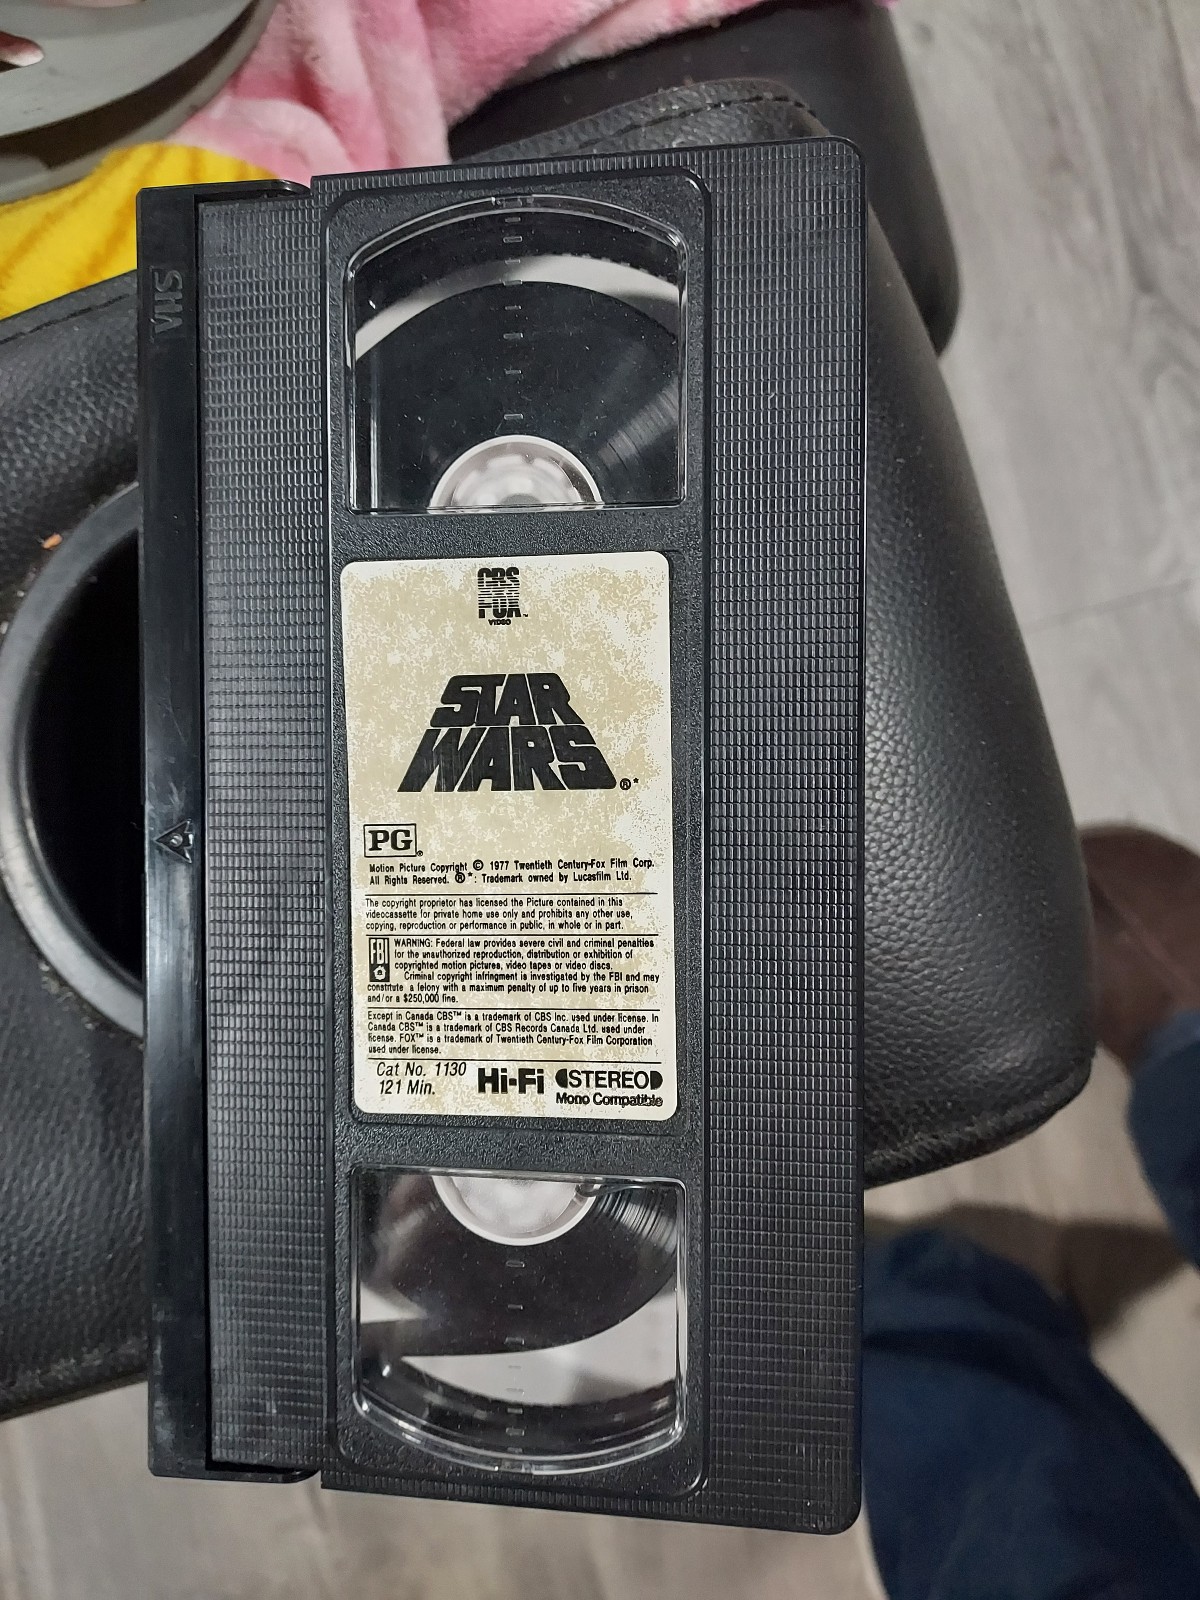 VHS
CBS
FOX™
VIDEO
STAR
WARS®*
PG®
Motion Picture Copyright © 1977 Twentieth Century-Fox Film Corp.
All Rights Reserved. ®*: Trademark owned by Lucasfilm Ltd.
The copyright proprietor has licensed the Picture contained in this
videocassette for private home use only and prohibits any other use,
copying, reproduction or performance in public, in whole or in part.
FBI
WARNING: Federal law provides severe civil and criminal penalties
for the unauthorized reproduction, distribution or exhibition of
copyrighted motion pictures, video tapes or video discs.
Criminal copyright infringment is investigated by the FBI and may
constitute a felony with a maximum penalty of up to five years in prison
and/or a $250,000 fine.
Except in Canada CBS™ is a trademark of CBS Inc. used under license. In
Canada CBS™ is a trademark of CBS Records Canada Ltd. used under
license. FOX™ is a trademark of Twentieth Century-Fox Film Corporation
used under license.
Cat No. 1130
121 Min.
Hi-Fi
STEREO
Mono Compatible